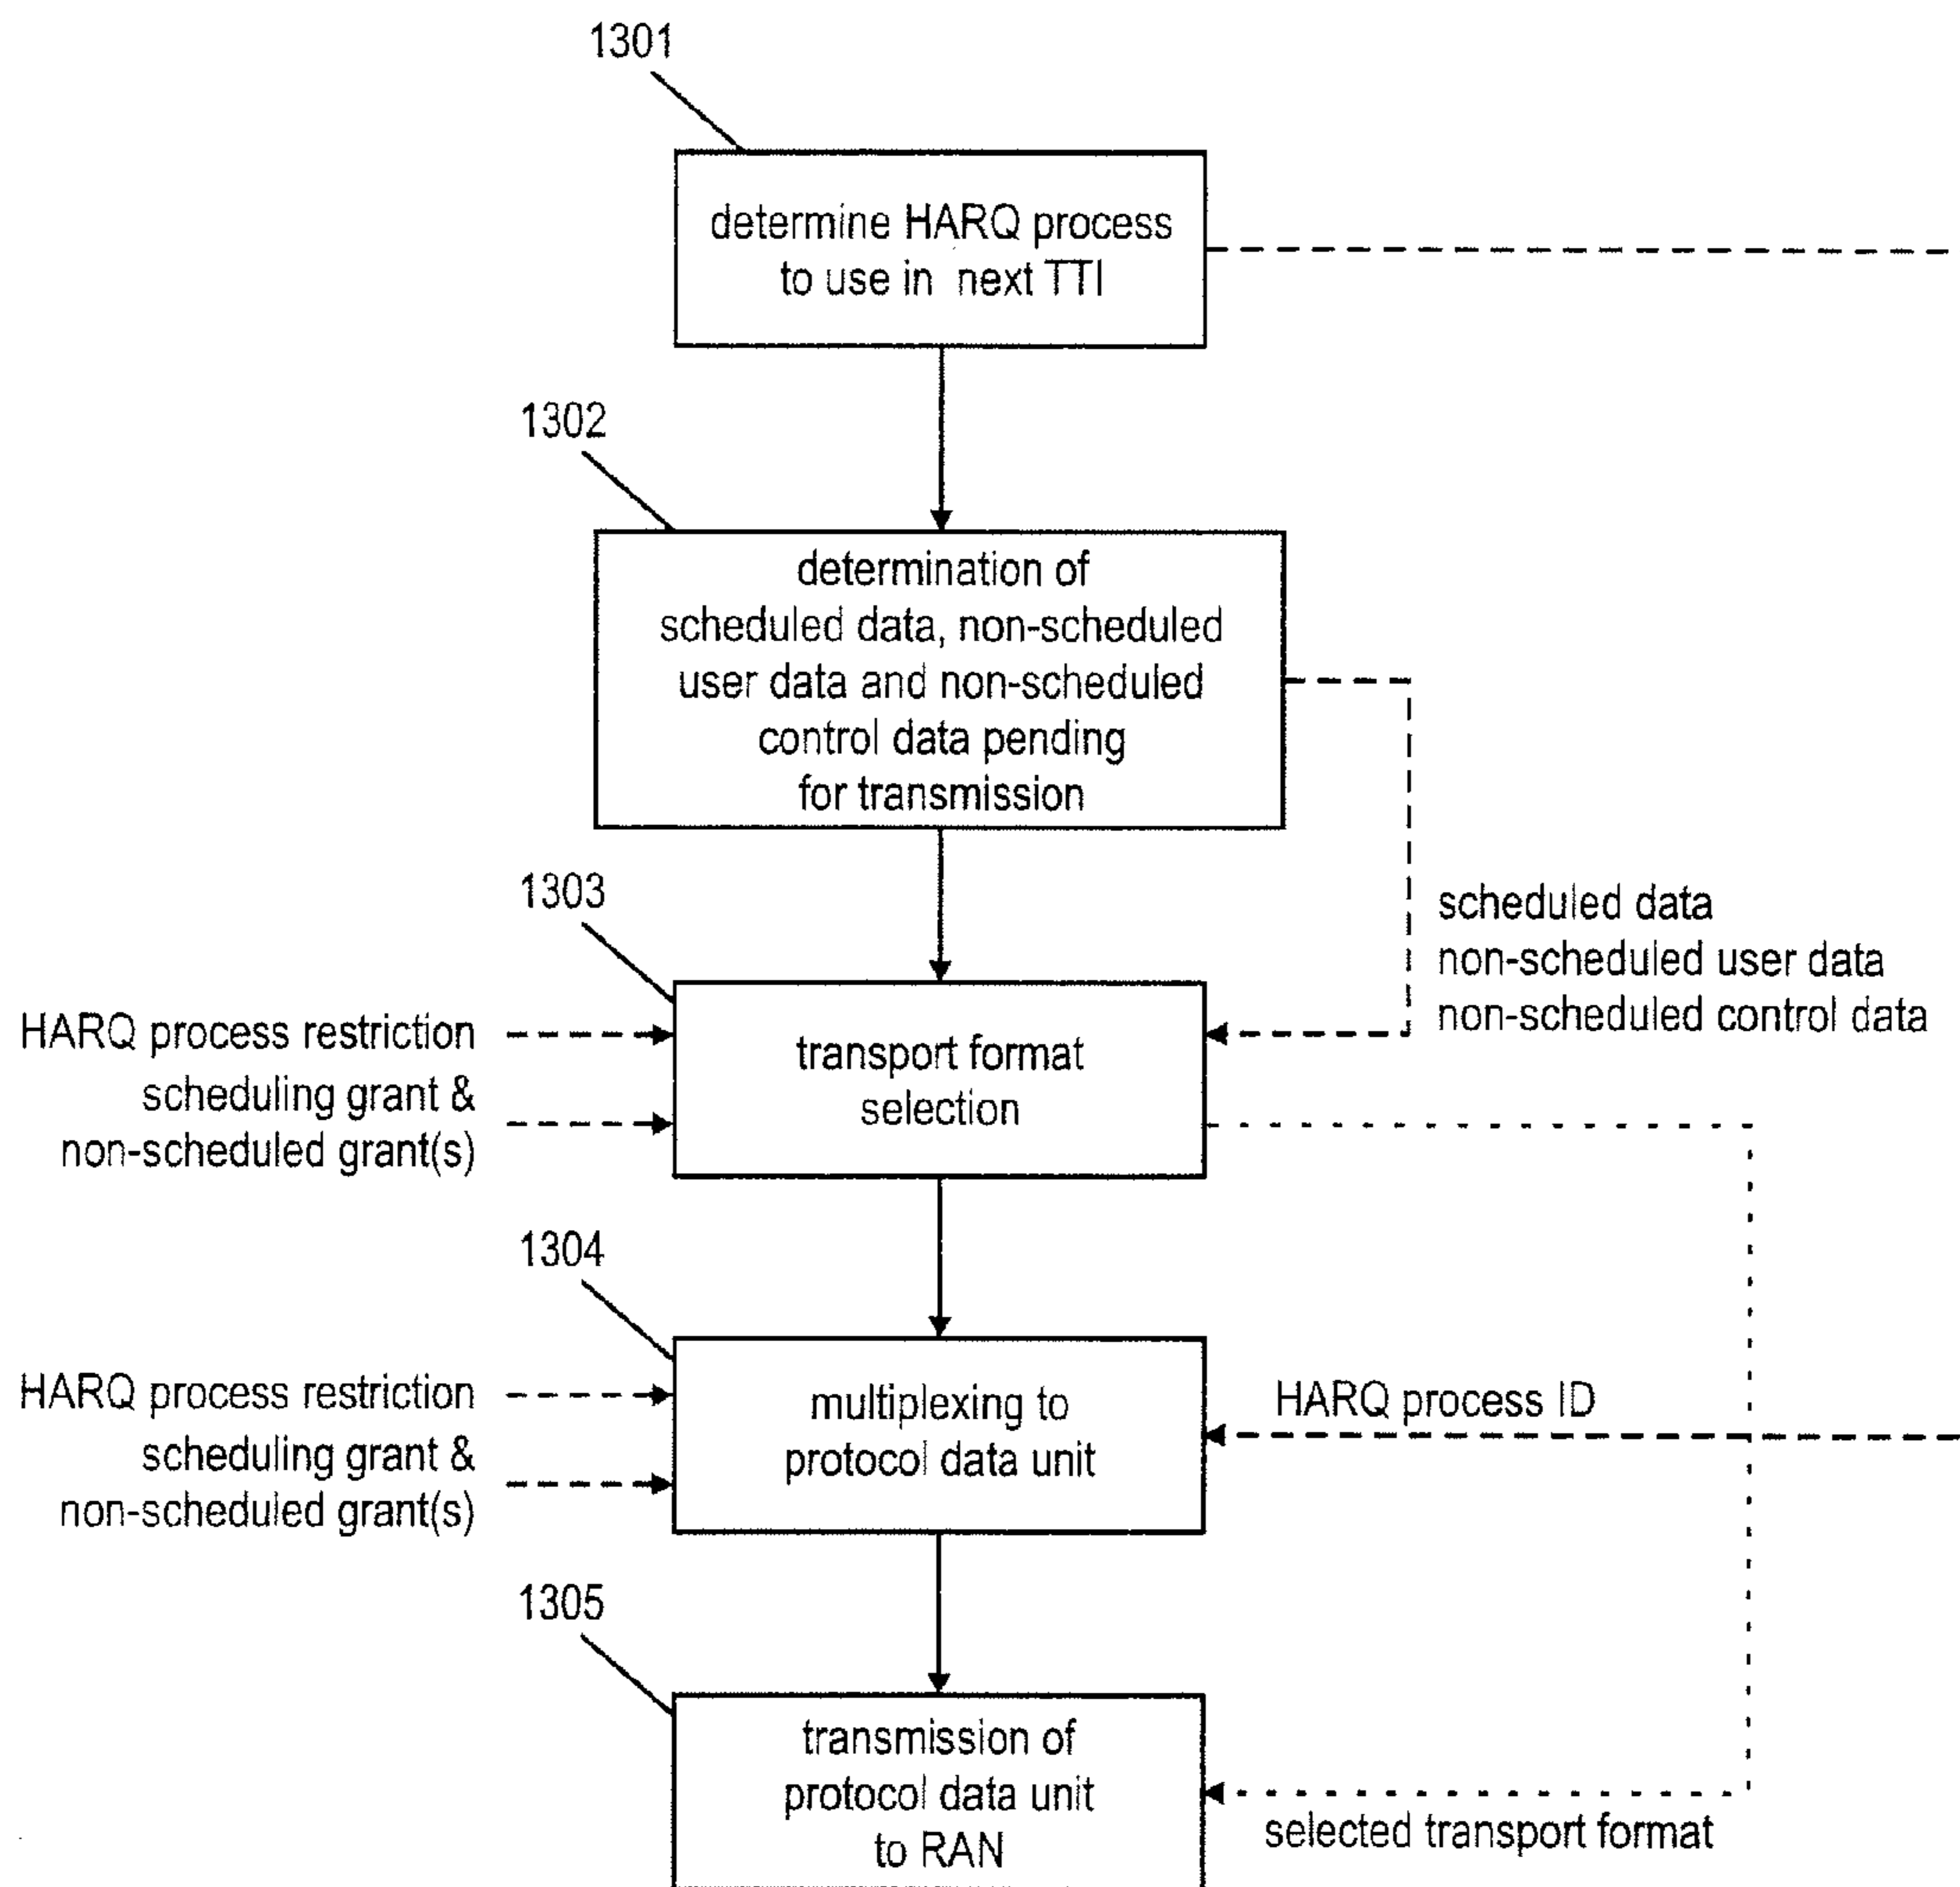 1301
determine HARQ process
to use in next TTI
1302
determination of
scheduled data, non-scheduled
user data and non-scheduled
control data pending
for transmission
scheduled data
non-scheduled user data
non-scheduled control data
1303
HARQ process restriction
scheduling grant &
non-scheduled grant(s)
transport format
selection
1304
HARQ process restriction
scheduling grant &
non-scheduled grant(s)
multiplexing to
protocol data unit
HARQ process ID
1305
transmission of
protocol data unit
to RAN
selected transport format